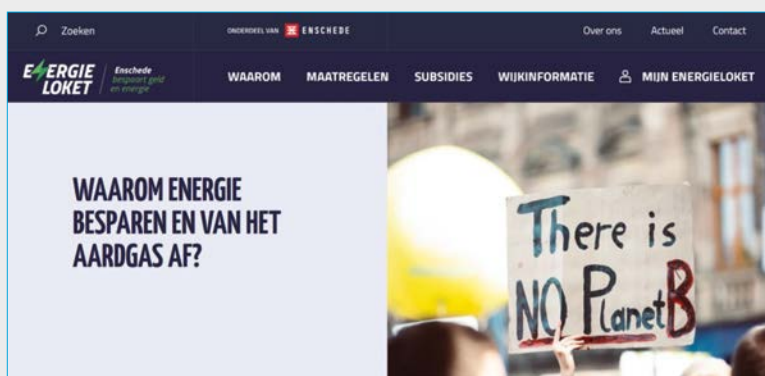 Zoeken
ONDERDEEL VAN ENSCHEDE
Over ons
Actueel
Contact
ENERGIE LOKET
Enschede
bespaart geld
en energie
WAAROM
MAATREGELEN
SUBSIDIES
WIJKINFORMATIE
MIJN ENERGIELOKET
WAAROM ENERGIE
BESPAREN EN VAN HET
AARDGAS AF?
There is
NO PlanetB